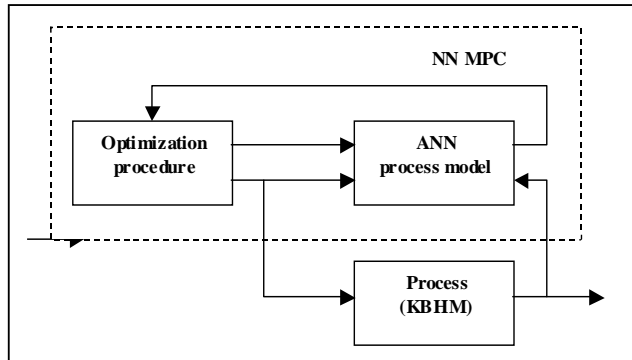 NN MPC
Optimization
procedure
ANN
process model
Process
(KBHM)